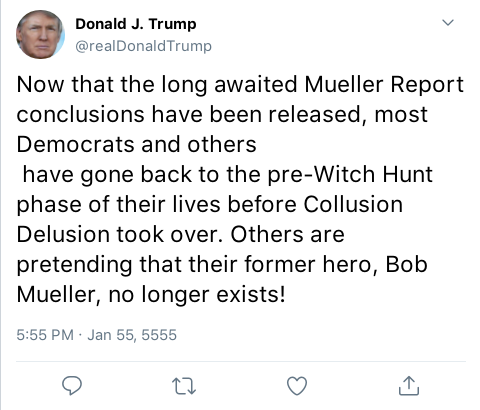 Donald J. Trump
@realDonaldTrump
Now that the long awaited Mueller Report
conclusions have been released, most
Democrats and others
have gone back to the pre-Witch Hunt
phase of their lives before Collusion
Delusion took over. Others are
pretending that their former hero, Bob
Mueller, no longer exists!
5:55 PM · Jan 55, 5555